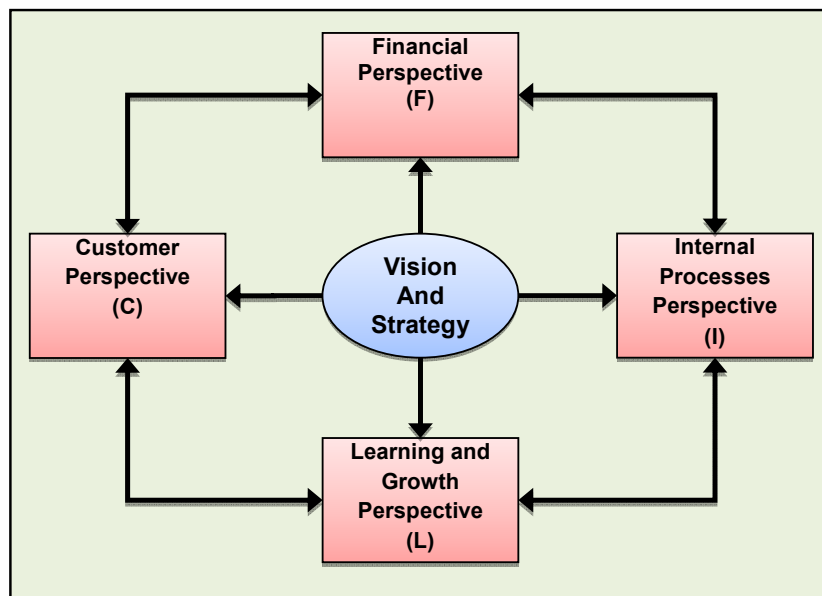 Financial
Perspective
(F)
Customer
Perspective
(C)
Vision
And
Strategy
Internal
Processes
Perspective
(I)
Learning and
Growth
Perspective
(L)